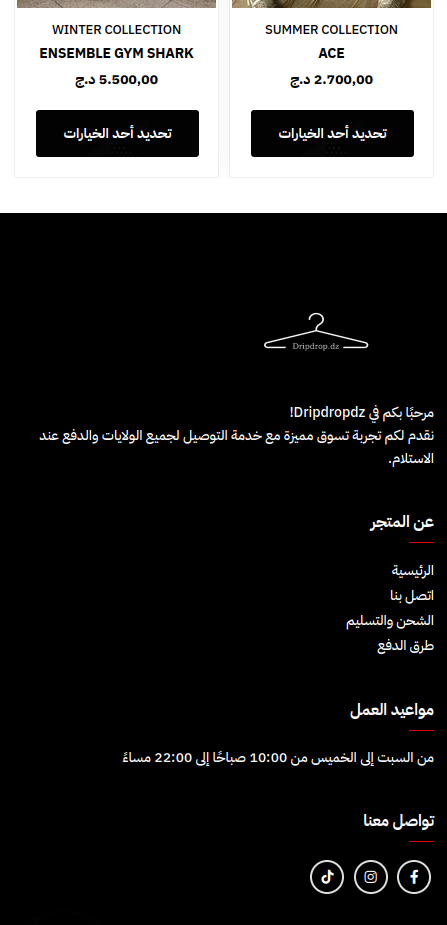 WINTER COLLECTION
ENSEMBLE GYM SHARK
5.500,00 د.ج
تحديد أحد الخيارات
SUMMER COLLECTION
ACE
2.700,00 د.ج
تحديد أحد الخيارات
Dripdrop.dz
مرحبًا بكم في Dripdropdz!
نقدم لكم تجربة تسوق مميزة مع خدمة التوصيل لجميع الولايات والدفع عند
الاستلام.
عن المتجر
الرئيسية
اتصل بنا
الشحن والتسليم
طرق الدفع
مواعيد العمل
من السبت إلى الخميس من 10:00 صباحًا إلى 22:00 مساءً
تواصل معنا